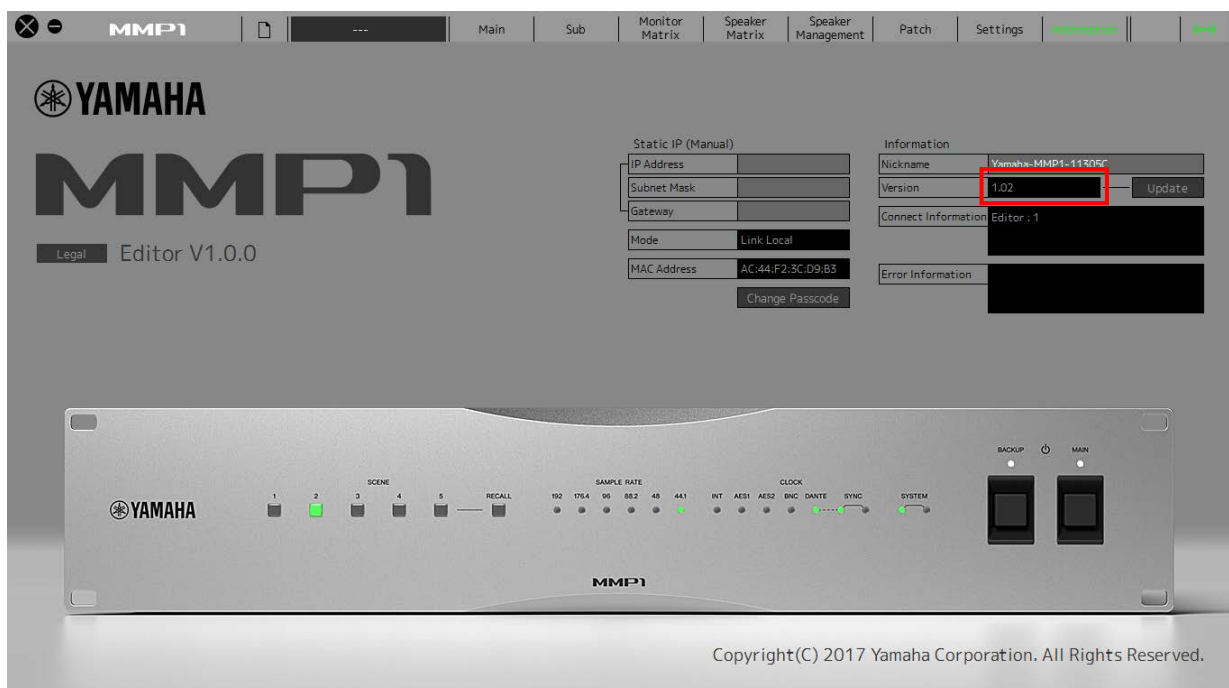 MMP1 --- Main Sub Monitor Matrix Speaker Matrix Speaker Management Patch Settings Information
YAMAHA
MMP1
Legal Editor V1.0.0
Static IP (Manual)
IP Address
Subnet Mask
Gateway
Mode Link Local
MAC Address AC:44:F2:3C:D9:B3
Change Passcode
Information
Nickname Yamaha-MMP1-11305C
Version 1.02 Update
Connect Information Editor : 1
Error Information
BACKUP MAIN
SCENE SAMPLE RATE CLOCK
1 2 3 4 5 RECALL 192 176.4 96 88.2 48 44.1 INT AES1 AES2 BNC DANTE SYNC SYSTEM
YAMAHA
MMP1
Copyright(C) 2017 Yamaha Corporation. All Rights Reserved.